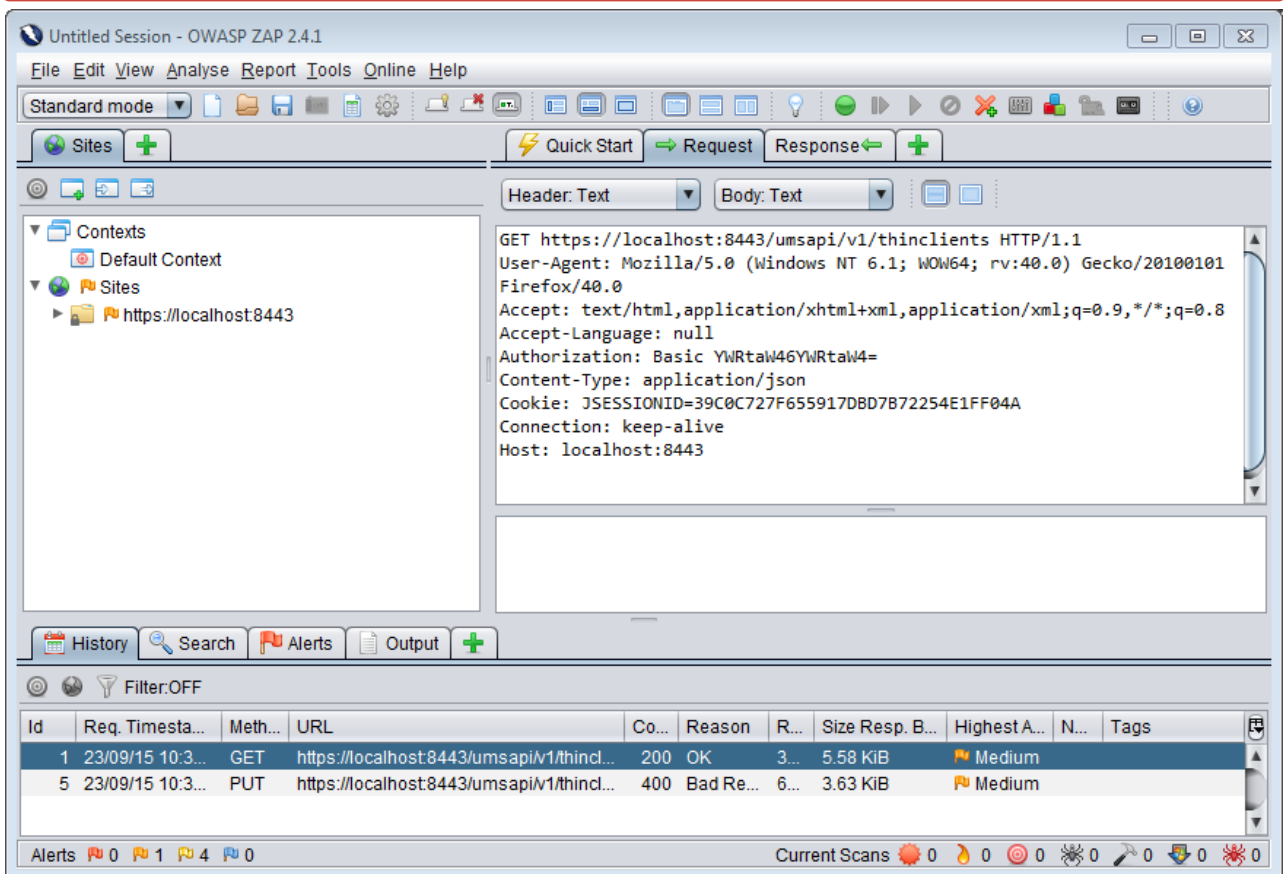 Untitled Session - OWASP ZAP 2.4.1
File Edit View Analyse Report Tools Online Help
Standard mode
Sites
Quick Start Request Response
Header: Text Body: Text
Contexts
Default Context
Sites
https://localhost:8443
GET https://localhost:8443/umsapi/v1/thinclients HTTP/1.1
User-Agent: Mozilla/5.0 (Windows NT 6.1; WOW64; rv:40.0) Gecko/20100101
Firefox/40.0
Accept: text/html,application/xhtml+xml,application/xml;q=0.9,*/*;q=0.8
Accept-Language: null
Authorization: Basic YWRtaW46YWRtaW4=
Content-Type: application/json
Cookie: JSESSIONID=39C0C727F655917DBD7B72254E1FF04A
Connection: keep-alive
Host: localhost:8443
History Search Alerts Output
Filter:OFF
Id Req. Timesta... Meth... URL Co... Reason R... Size Resp. B... Highest A... N... Tags
1 23/09/15 10:3... GET https://localhost:8443/umsapi/v1/thincl... 200 OK 3... 5.58 KiB Medium
5 23/09/15 10:3... PUT https://localhost:8443/umsapi/v1/thincl... 400 Bad Re... 6... 3.63 KiB Medium
Alerts 0 1 4 0 Current Scans 0 0 0 0 0 0 0